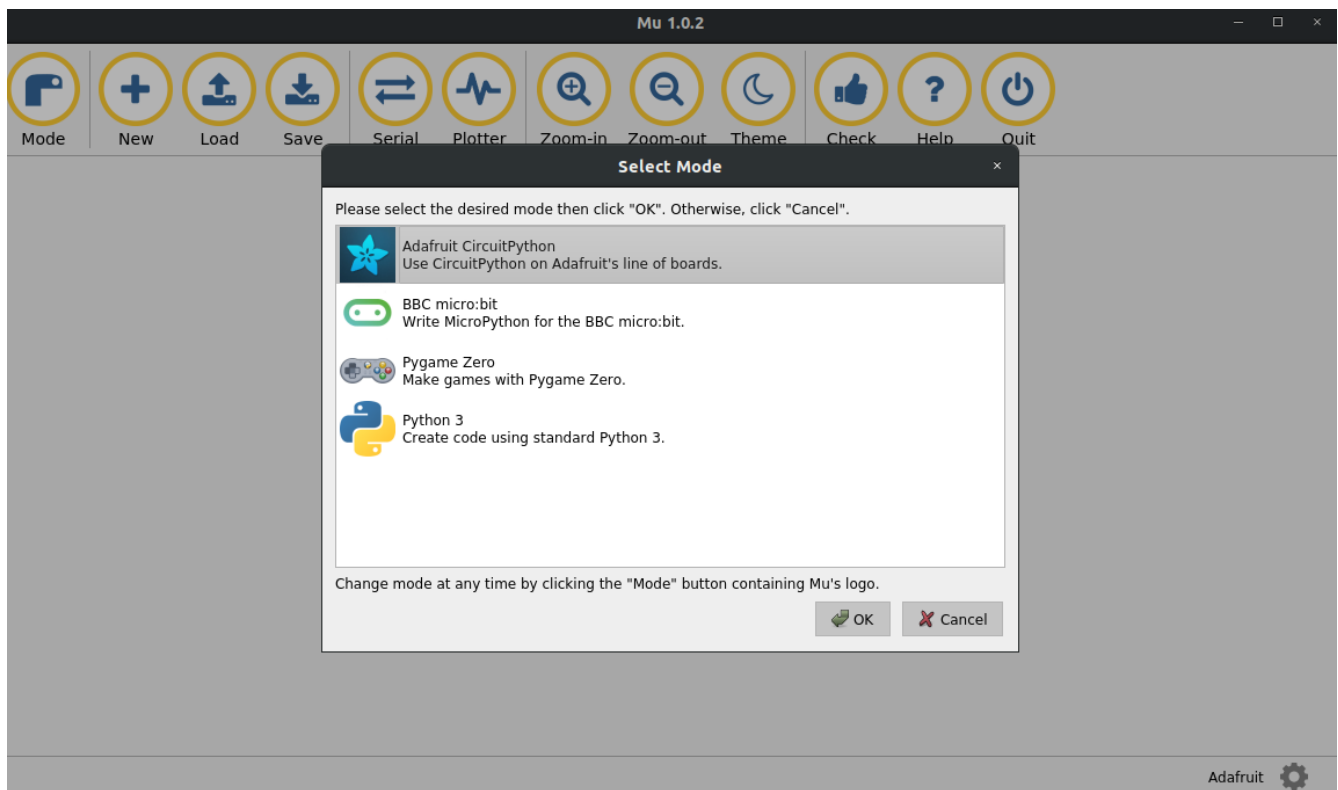 Mu 1.0.2
Mode New Load Save Serial Plotter Zoom-in Zoom-out Theme Check Help Quit
Select Mode
Please select the desired mode then click "OK". Otherwise, click "Cancel".
Adafruit CircuitPython
Use CircuitPython on Adafruit's line of boards.
BBC micro:bit
Write MicroPython for the BBC micro:bit.
Pygame Zero
Make games with Pygame Zero.
Python 3
Create code using standard Python 3.
Change mode at any time by clicking the "Mode" button containing Mu's logo.
OK Cancel
Adafruit